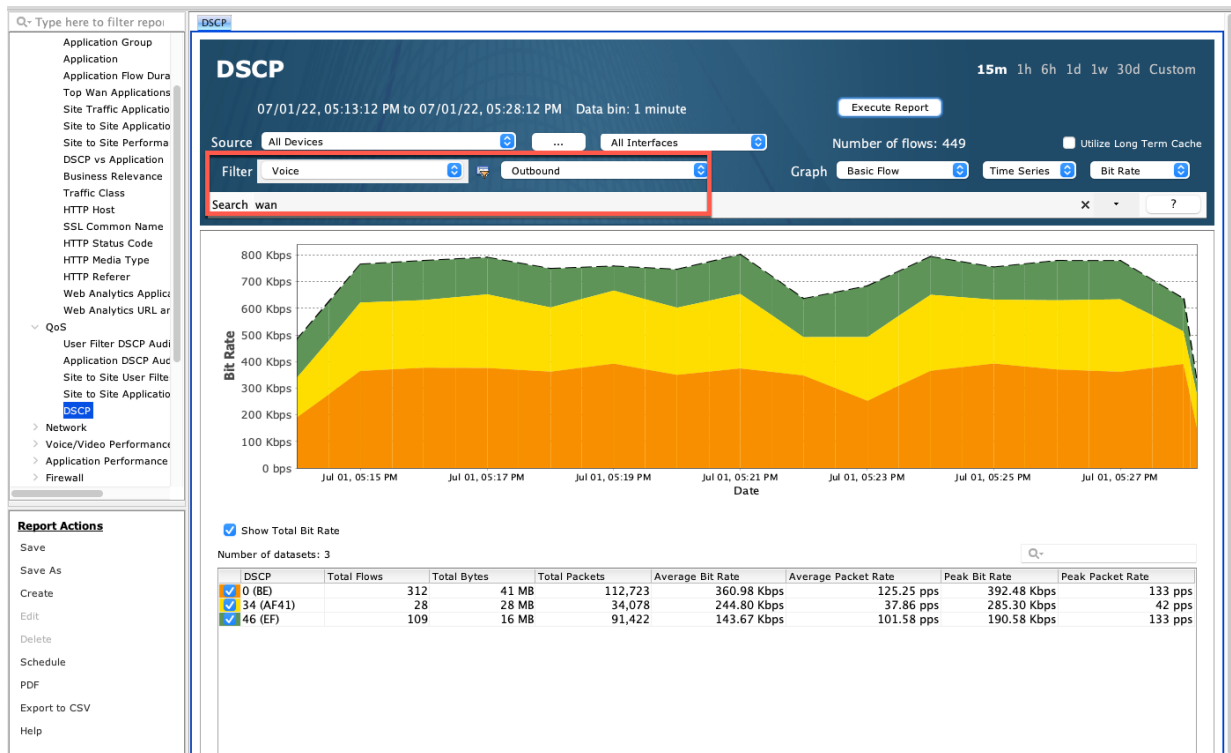 Type here to filter repor
Application Group
Application
Application Flow Dura
Top Wan Applications
Site Traffic Applicatio
Site to Site Applicatio
Site to Site Performa
DSCP vs Application
Business Relevance
Traffic Class
HTTP Host
SSL Common Name
HTTP Status Code
HTTP Media Type
HTTP Referer
Web Analytics Applica
Web Analytics URL ar
QoS
User Filter DSCP Audi
Application DSCP Aud
Site to Site User Filte
Site to Site Applicatio
DSCP
Network
Voice/Video Performance
Application Performance
Firewall
Report Actions
Save
Save As
Create
Edit
Delete
Schedule
PDF
Export to CSV
Help
DSCP
DSCP
15m 1h 6h 1d 1w 30d Custom
07/01/22, 05:13:12 PM to 07/01/22, 05:28:12 PM Data bin: 1 minute
Execute Report
Source All Devices ... All Interfaces Number of flows: 449 Utilize Long Term Cache
Filter Voice Outbound Graph Basic Flow Time Series Bit Rate
Search wan x ?
800 Kbps
700 Kbps
600 Kbps
500 Kbps
400 Kbps
300 Kbps
200 Kbps
100 Kbps
0 bps
Bit Rate
Jul 01, 05:15 PM Jul 01, 05:17 PM Jul 01, 05:19 PM Jul 01, 05:21 PM Jul 01, 05:23 PM Jul 01, 05:25 PM Jul 01, 05:27 PM
Date
Show Total Bit Rate
Number of datasets: 3
DSCP Total Flows Total Bytes Total Packets Average Bit Rate Average Packet Rate Peak Bit Rate Peak Packet Rate
0 (BE) 312 41 MB 112,723 360.98 Kbps 125.25 pps 392.48 Kbps 133 pps
34 (AF41) 28 28 MB 34,078 244.80 Kbps 37.86 pps 285.30 Kbps 42 pps
46 (EF) 109 16 MB 91,422 143.67 Kbps 101.58 pps 190.58 Kbps 133 pps